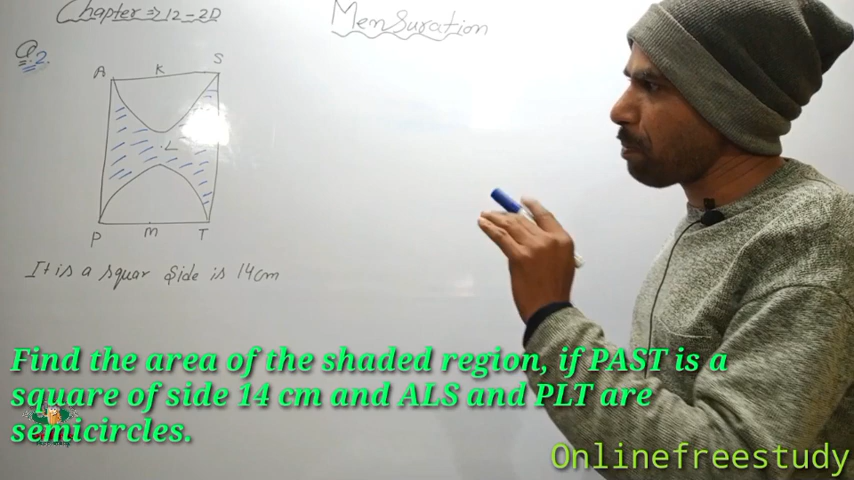 Chapter ⇒ 12-2D
Mensuration
Q.2.
A K S
L
P M T
It is a squar Side is 14cm
Find the area of the shaded region, if PAST is a
square of side 14 cm and ALS and PLT are
semicircles.
Onlinefreestudy